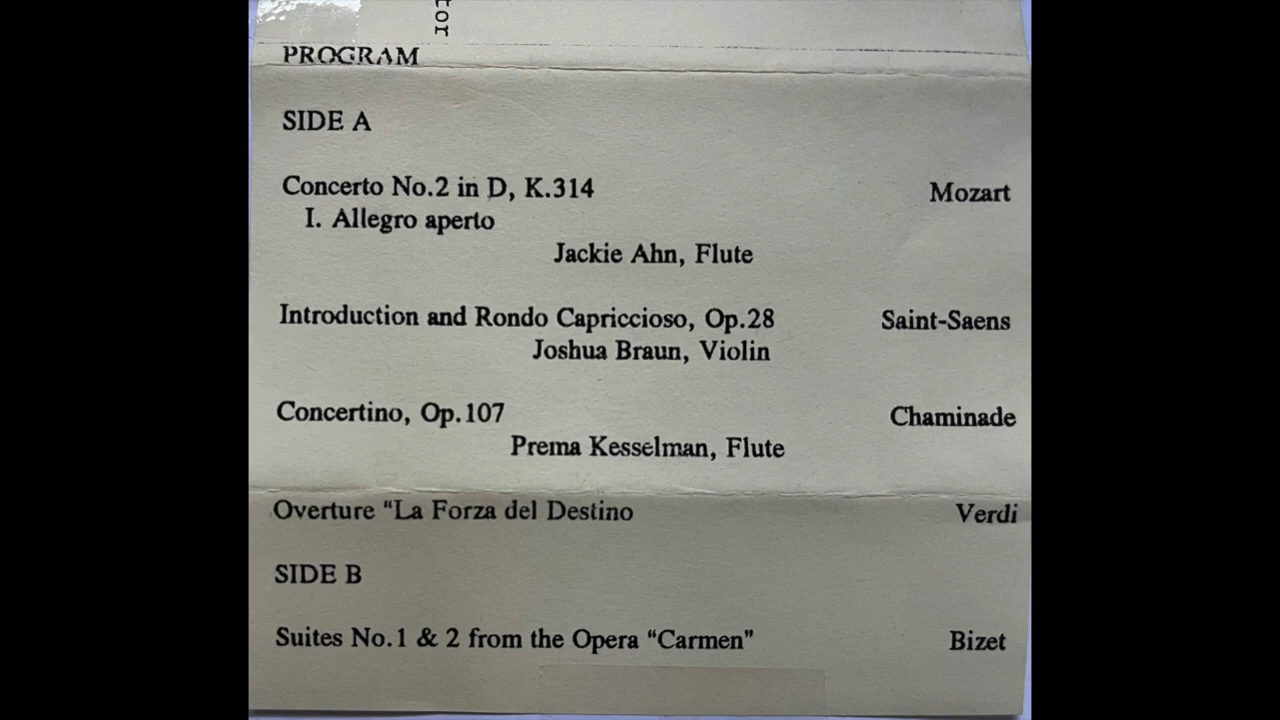 tor
PROGRAM
SIDE A
Concerto No.2 in D, K.314 Mozart
I. Allegro aperto
Jackie Ahn, Flute
Introduction and Rondo Capriccioso, Op.28 Saint-Saens
Joshua Braun, Violin
Concertino, Op.107 Chaminade
Prema Kesselman, Flute
Overture "La Forza del Destino Verdi
SIDE B
Suites No.1 & 2 from the Opera “Carmen” Bizet